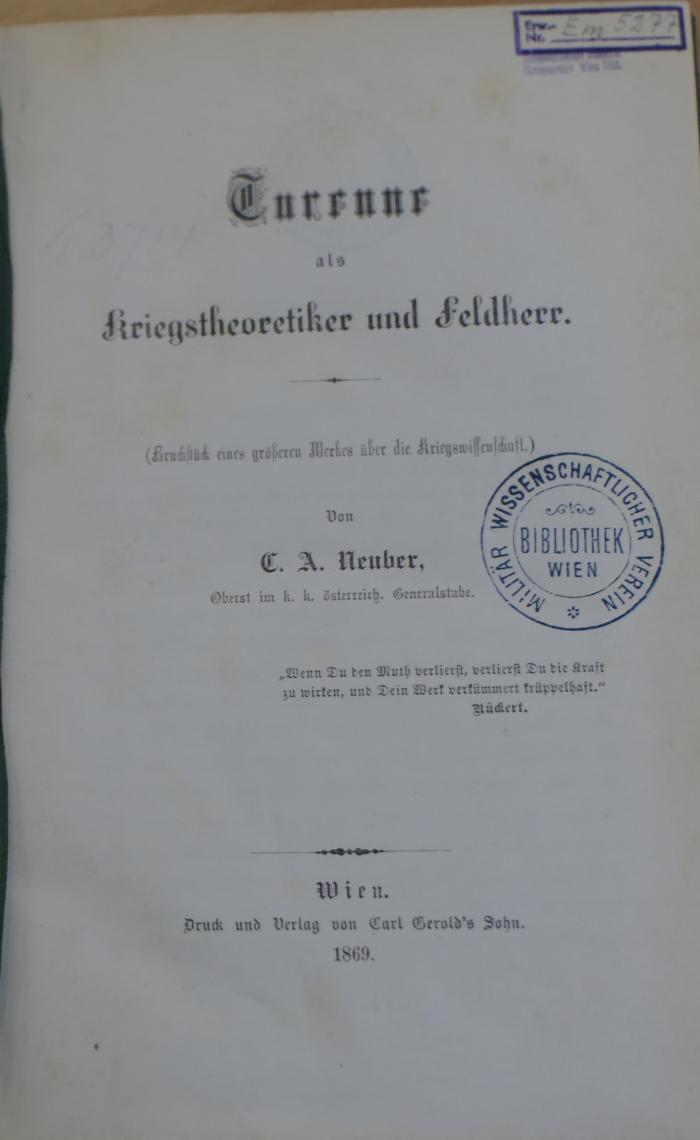 Erw.-
Nr. Em 5277
Turenne
als
Kriegstheoretiker und Feldherr.
(Bruchstück eines größeren Werkes über die Kriegswissenschaft.)
Von
C. A. Neuber,
Oberst im k. k. österreich. Generalstabe.
MILITÄR WISSENSCHAFTLICHER VEREIN
BIBLIOTHEK
WIEN
„Wenn Du den Muth verlierst, verlierst Du die Kraft
zu wirken, und Dein Werk verkümmert krüppelhaft.“
Rückert.
Wien.
Druck und Verlag von Carl Gerold's Sohn.
1869.